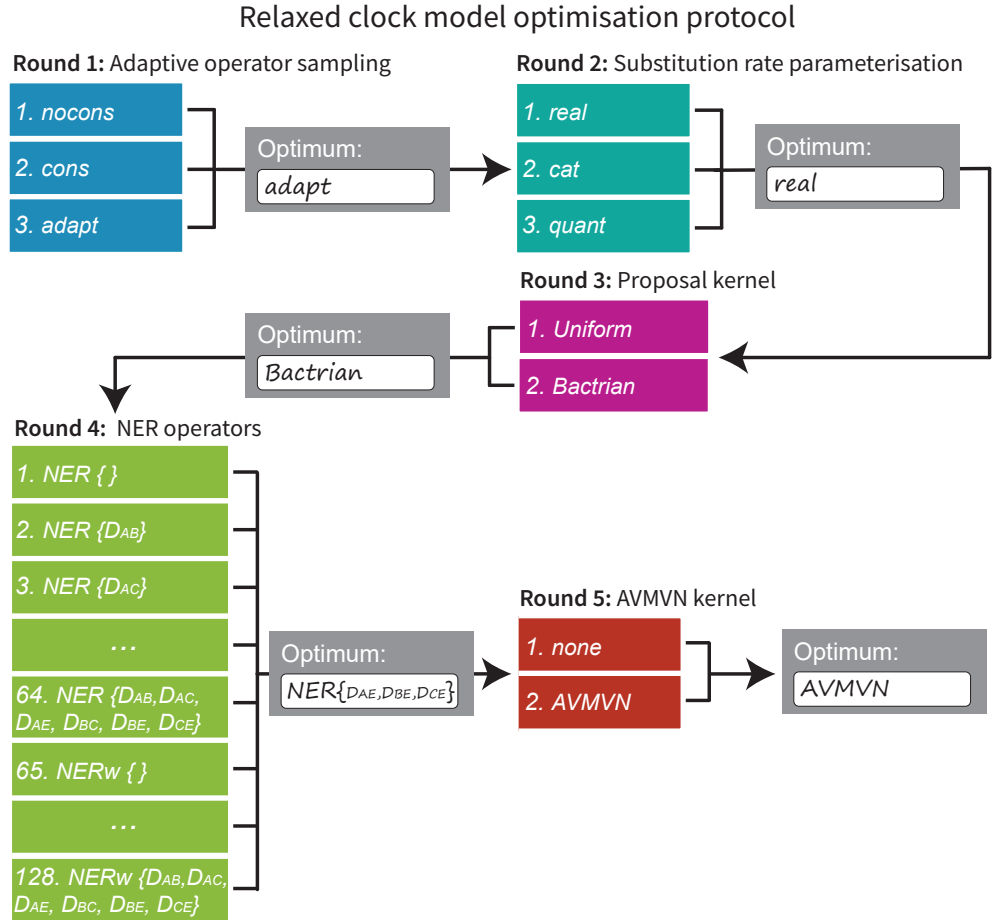 Relaxed clock model optimisation protocol
Round 1: Adaptive operator sampling
1. nocons
2. cons
3. adapt
Optimum:
adapt
Round 2: Substitution rate parameterisation
1. real
2. cat
3. quant
Optimum:
real
Round 3: Proposal kernel
1. Uniform
2. Bactrian
Optimum:
Bactrian
Round 4: NER operators
1. NER { }
2. NER {DAB}
3. NER {DAC}
...
64. NER {DAB,DAC,
DAE, DBC, DBE, DCE}
65. NERw { }
...
128. NERw {DAB,DAC,
DAE, DBC, DBE, DCE}
Optimum:
NER{DAE,DBE,DCE}
Round 5: AVMVN kernel
1. none
2. AVMVN
Optimum:
AVMVN